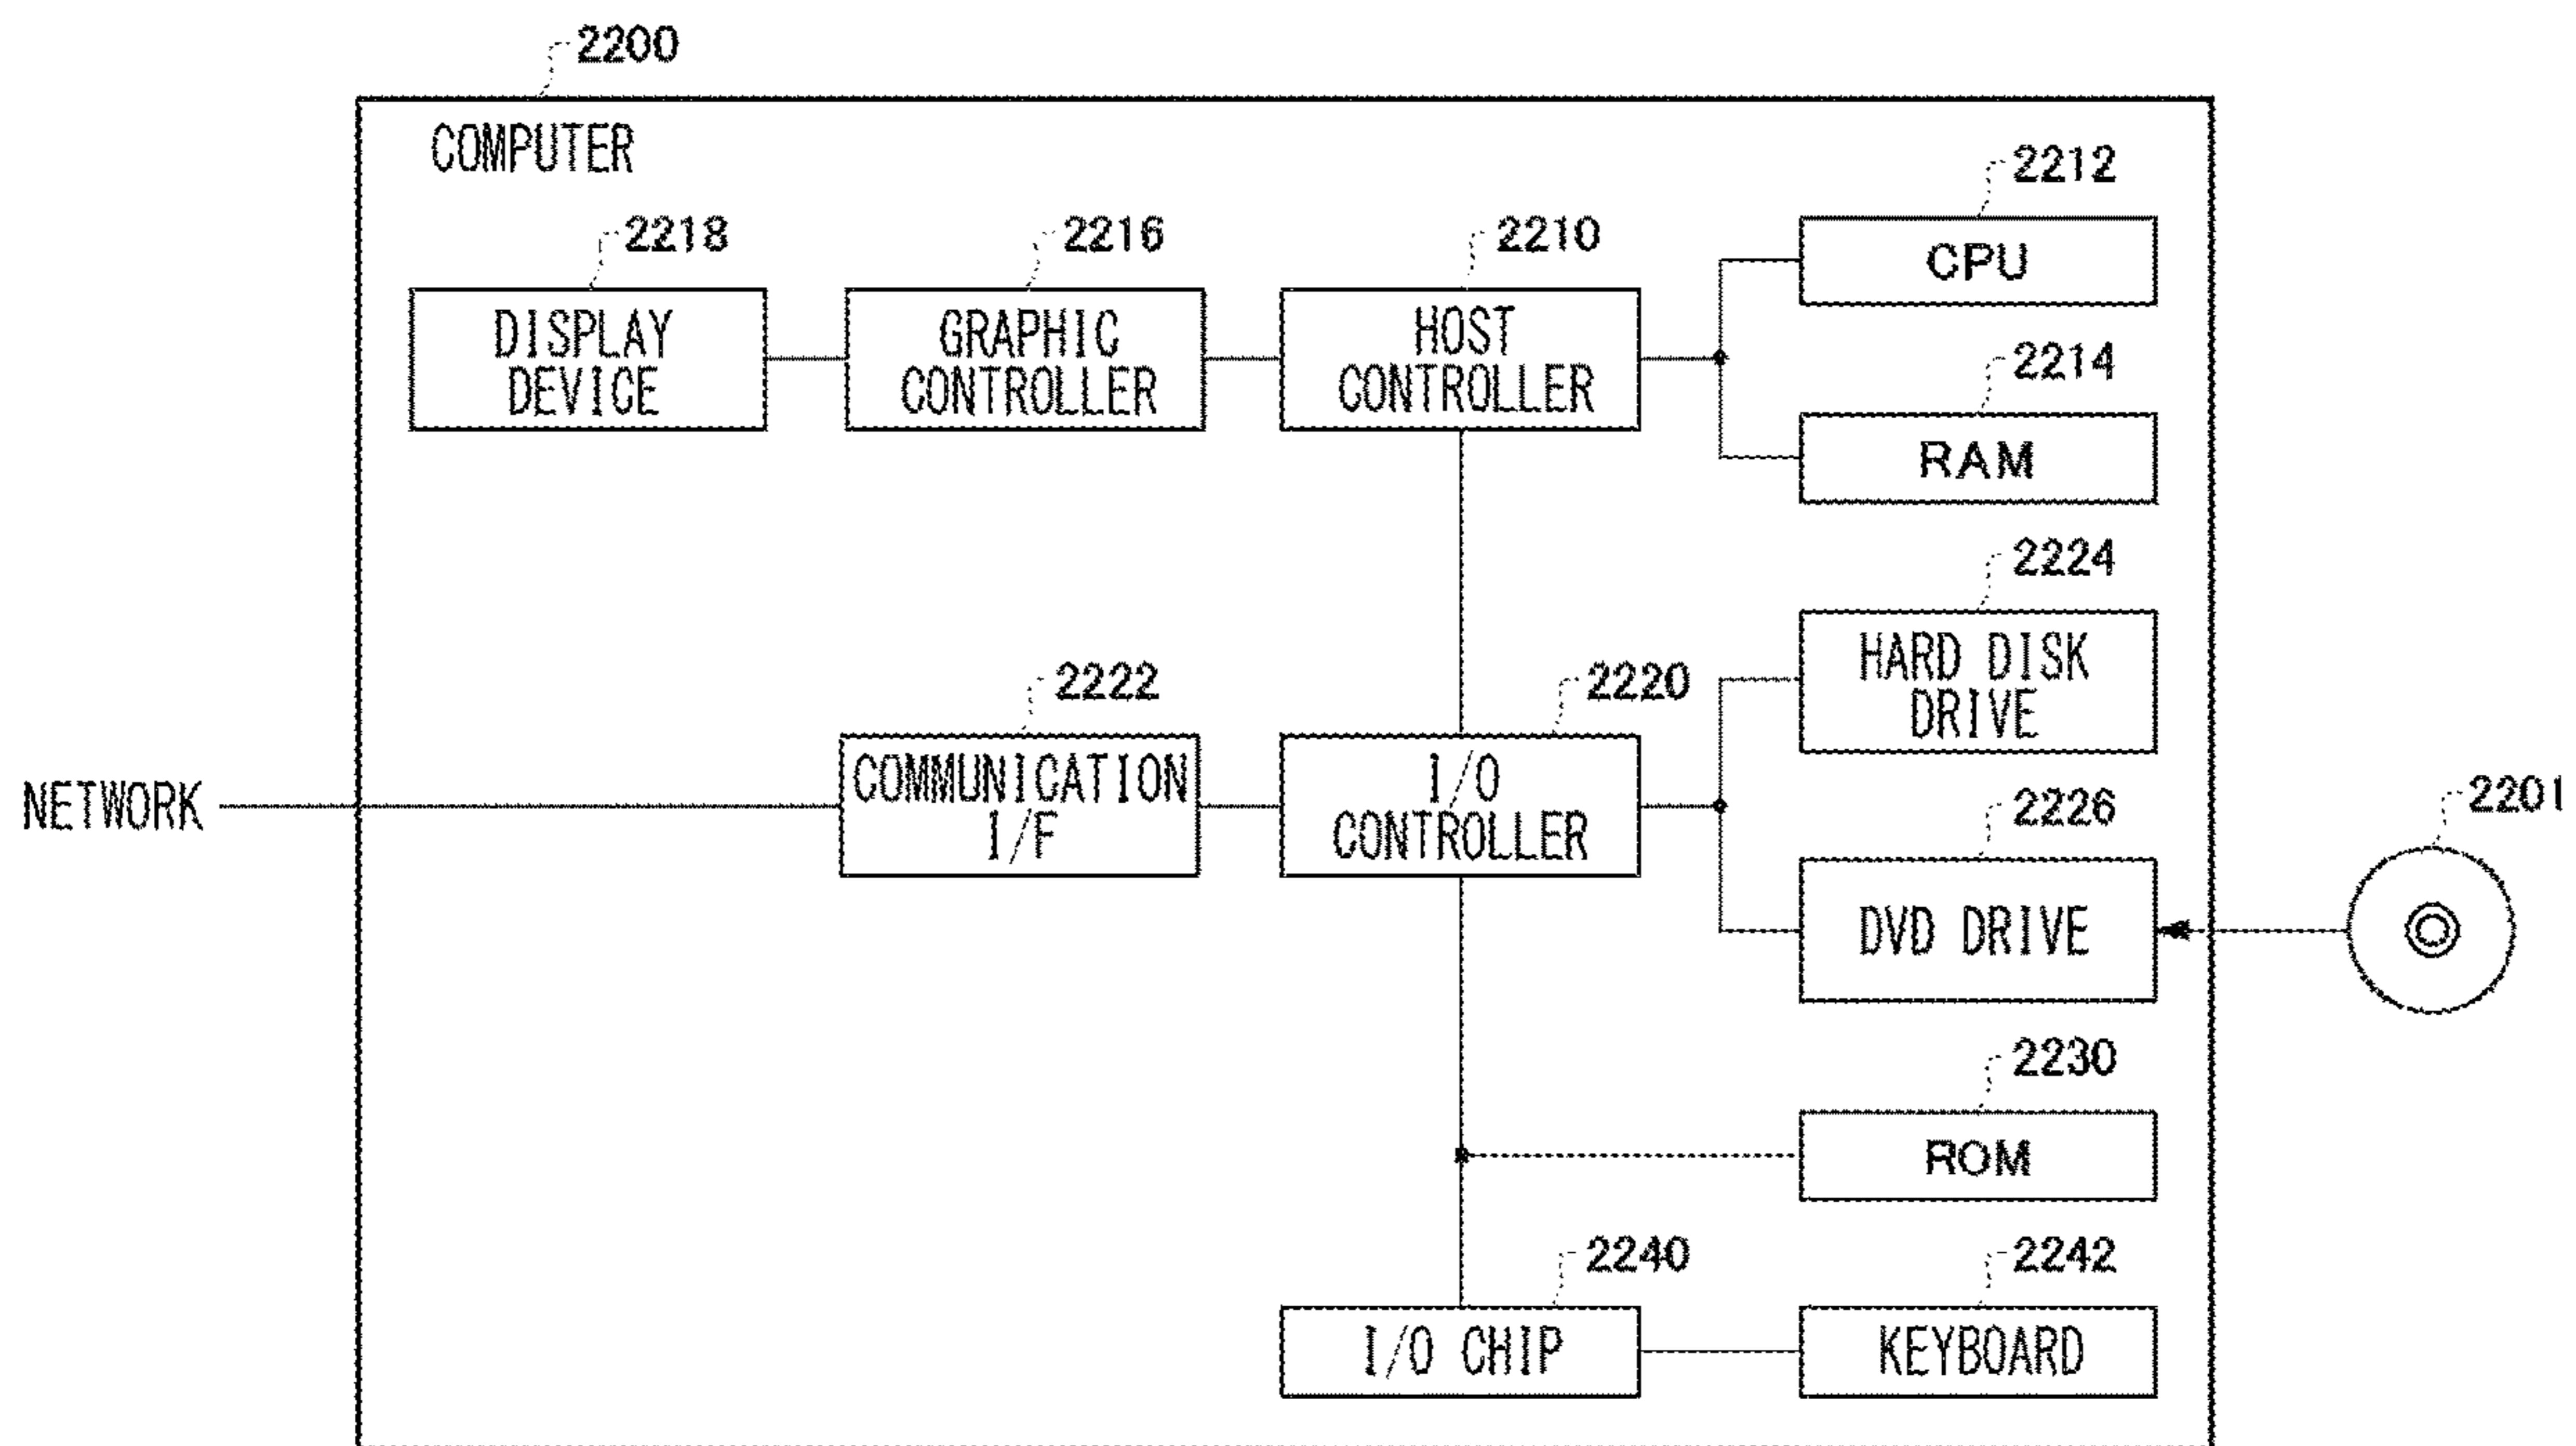 2200
COMPUTER
2212
CPU
2218
2216
2210
DISPLAY
DEVICE
GRAPHIC
CONTROLLER
HOST
CONTROLLER
2214
RAM
2224
HARD DISK
DRIVE
2222
2220
NETWORK
COMMUNICATION
I/F
I/O
CONTROLLER
2226
DVD DRIVE
2201
2230
ROM
2240
2242
I/O CHIP
KEYBOARD